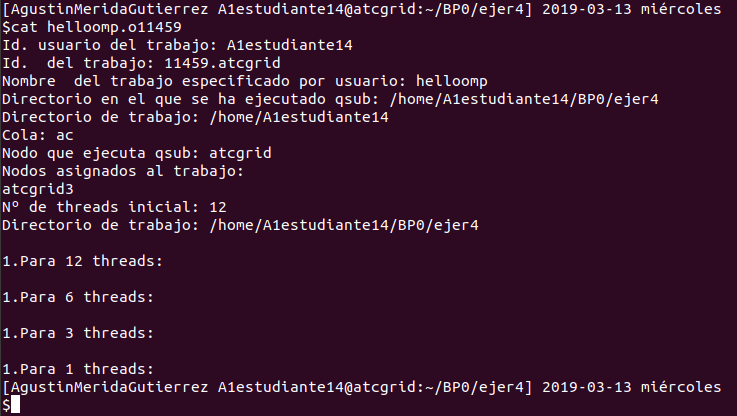 [AgustinMeridaGutierrez A1estudiante14@atcgrid:~/BP0/ejer4] 2019-03-13 miércoles
$cat helloomp.o11459
Id. usuario del trabajo: A1estudiante14
Id.  del trabajo: 11459.atcgrid
Nombre  del trabajo especificado por usuario: helloomp
Directorio en el que se ha ejecutado qsub: /home/A1estudiante14/BP0/ejer4
Directorio de trabajo: /home/A1estudiante14
Cola: ac
Nodo que ejecuta qsub: atcgrid
Nodos asignados al trabajo:
atcgrid3
Nº de threads inicial: 12
Directorio de trabajo: /home/A1estudiante14/BP0/ejer4
1.Para 12 threads:
1.Para 6 threads:
1.Para 3 threads:
1.Para 1 threads:
[AgustinMeridaGutierrez A1estudiante14@atcgrid:~/BP0/ejer4] 2019-03-13 miércoles
$